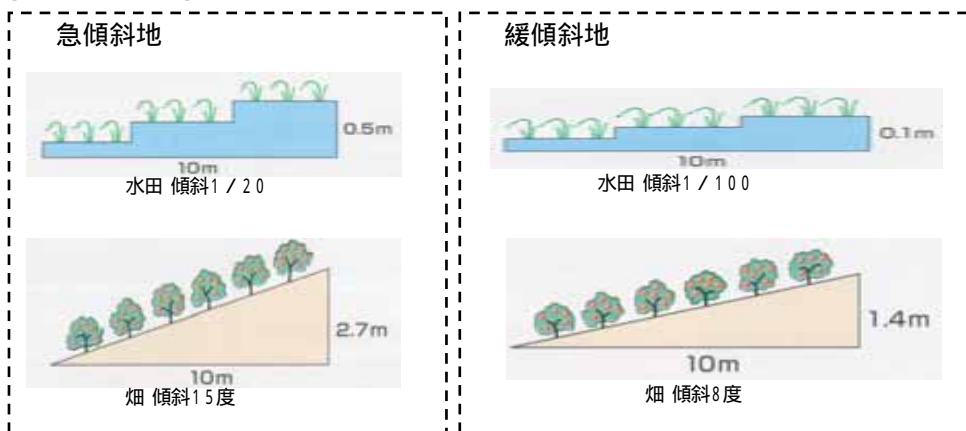 急傾斜地
0.5m
10m
水田 傾斜1／20
2.7m
10m
畑 傾斜15度
緩傾斜地
0.1m
10m
水田 傾斜1／100
1.4m
10m
畑 傾斜8度